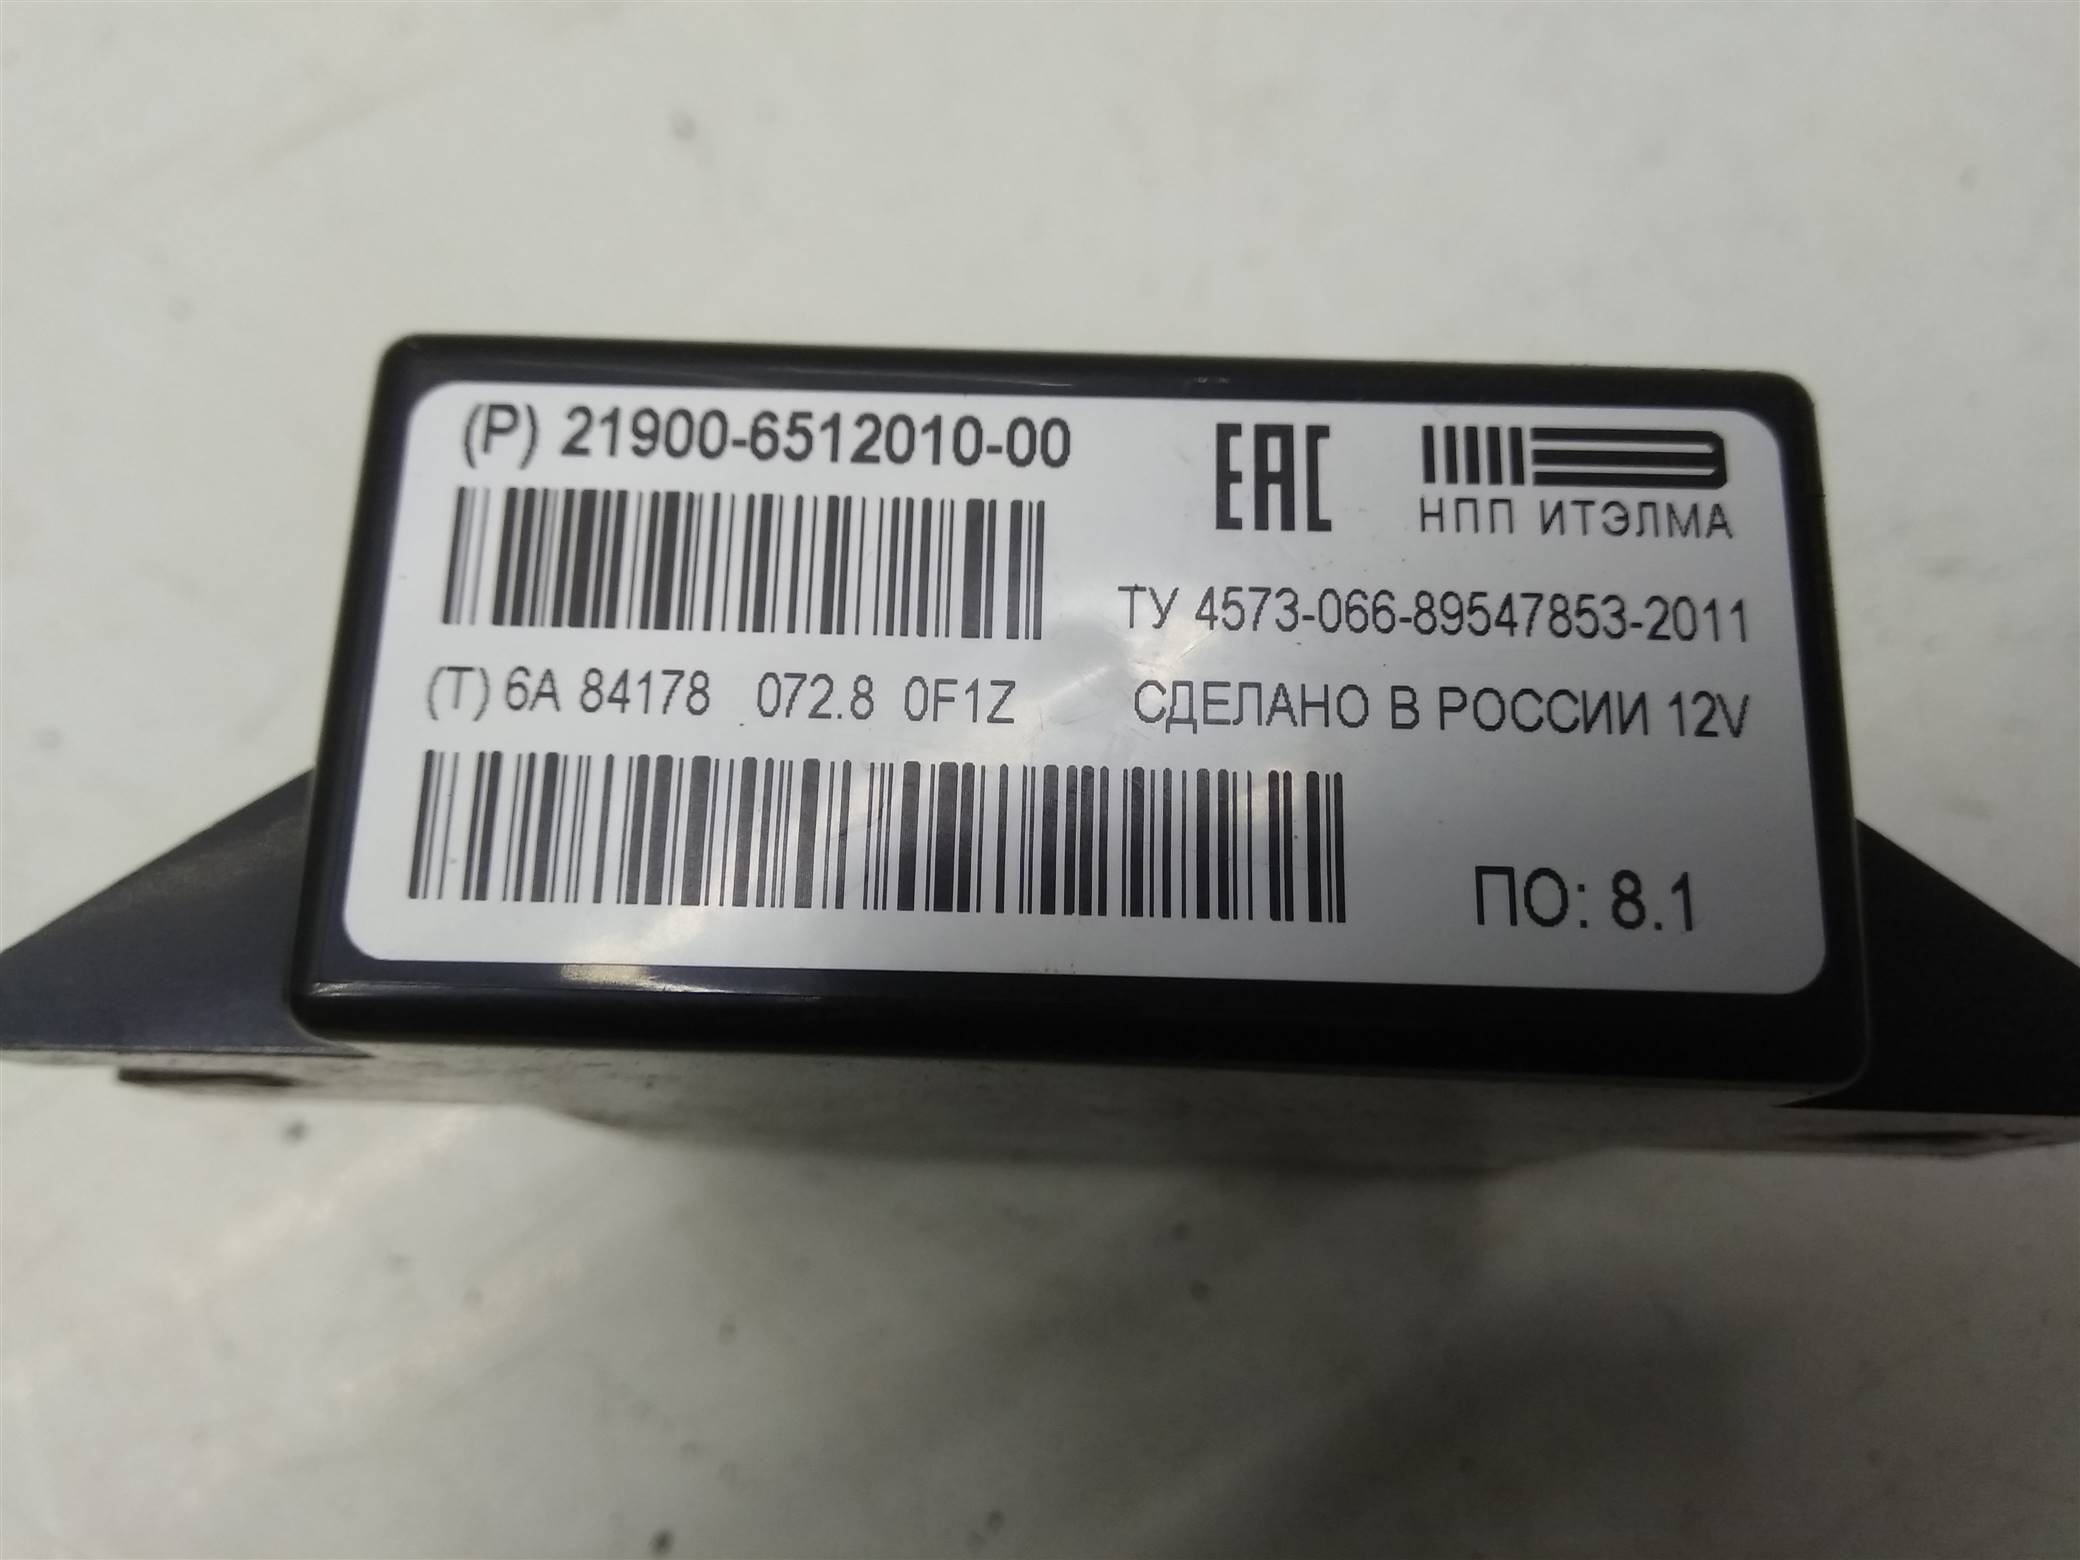 (P) 21900-6512010-00
EAC
НПП ИТЭЛМА
ТУ 4573-066-89547853-2011
(T) 6A 84178 072.8 0F1Z
СДЕЛАНО В РОССИИ 12V
ПО: 8.1